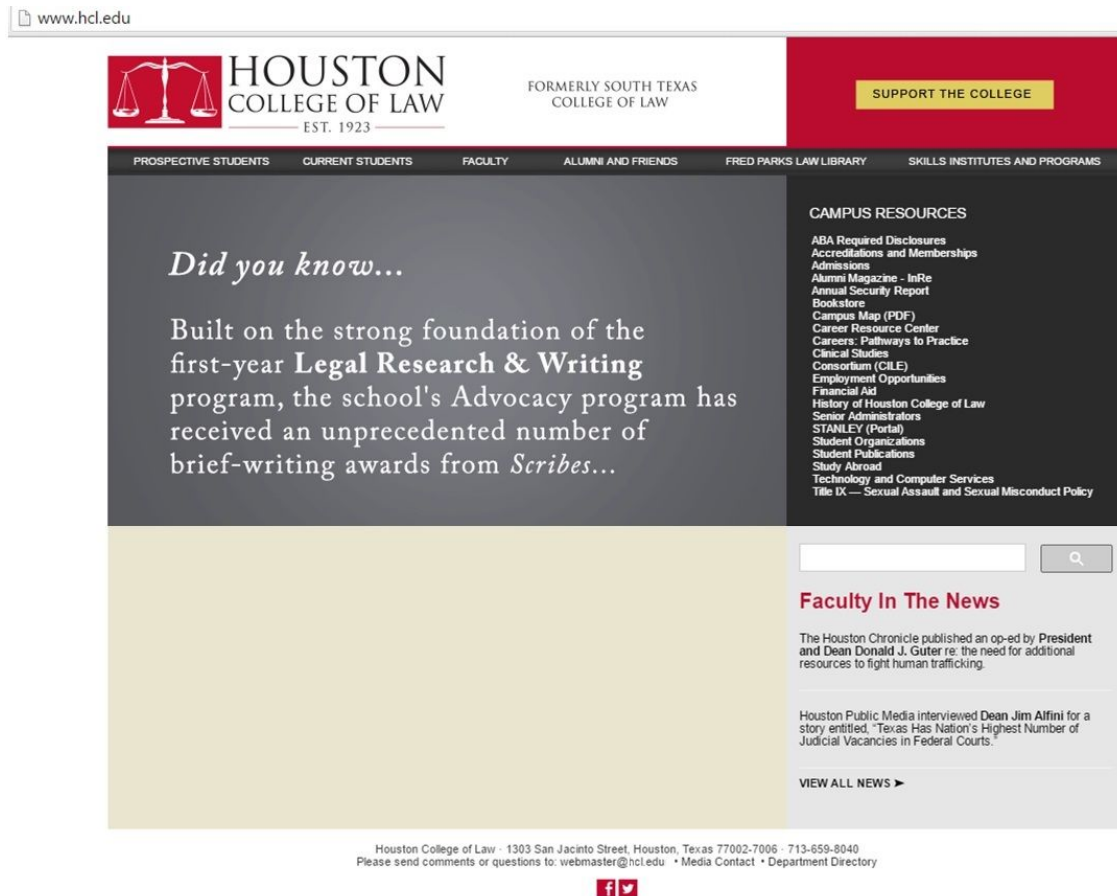 www.hcl.edu
HOUSTON
COLLEGE OF LAW
EST. 1923
FORMERLY SOUTH TEXAS
COLLEGE OF LAW
SUPPORT THE COLLEGE
PROSPECTIVE STUDENTS CURRENT STUDENTS FACULTY ALUMNI AND FRIENDS FRED PARKS LAW LIBRARY SKILLS INSTITUTES AND PROGRAMS
Did you know...
Built on the strong foundation of the
first-year Legal Research & Writing
program, the school's Advocacy program has
received an unprecedented number of
brief-writing awards from Scribes...
CAMPUS RESOURCES
ABA Required Disclosures
Accreditations and Memberships
Admissions
Alumni Magazine - InRe
Annual Security Report
Bookstore
Campus Map (PDF)
Career Resource Center
Careers: Pathways to Practice
Clinical Studies
Consortium (CILE)
Employment Opportunities
Financial Aid
History of Houston College of Law
Senior Administrators
STANLEY (Portal)
Student Organizations
Student Publications
Study Abroad
Technology and Computer Services
Title IX — Sexual Assault and Sexual Misconduct Policy
Faculty In The News
The Houston Chronicle published an op-ed by President
and Dean Donald J. Guter re: the need for additional
resources to fight human trafficking.
Houston Public Media interviewed Dean Jim Alfini for a
story entitled, “Texas Has Nation's Highest Number of
Judicial Vacancies in Federal Courts.”
VIEW ALL NEWS ➤
Houston College of Law · 1303 San Jacinto Street, Houston, Texas 77002-7006 · 713-659-8040
Please send comments or questions to: webmaster@hcl.edu • Media Contact • Department Directory